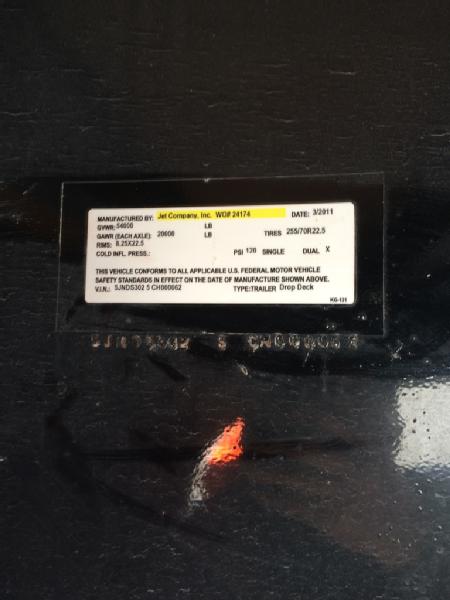 MANUFACTURED BY: Jet Company, Inc. WO# 24174 DATE: 3/2011
GVWR: 54000 LB
GAWR (EACH AXLE): 20000 LB TIRES 255/70R22.5
RIMS: 8.25X22.5
COLD INFL. PRESS.: PSI 120 SINGLE DUAL X
THIS VEHICLE CONFORMS TO ALL APPLICABLE U.S. FEDERAL MOTOR VEHICLE
SAFETY STANDARDS IN EFFECT ON THE DATE OF MANUFACTURE SHOWN ABOVE.
V.I.N.: 5JNDS302 5 CH000062 TYPE:TRAILER Drop Deck